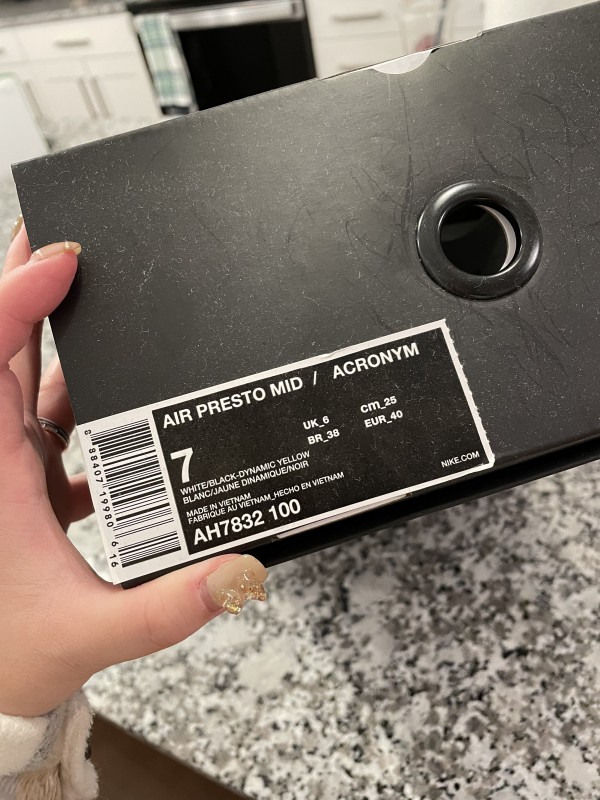 AIR PRESTO MID / ACRONYM
7
UK_6 cm_25
BR_38 EUR_40
WHITE/BLACK-DYNAMIC YELLOW
BLANC/JAUNE DINAMIQUE/NOIR
MADE IN VIETNAM
FABRIQUE AU VIETNAM_HECHO EN VIETNAM
AH7832 100
NIKE.COM